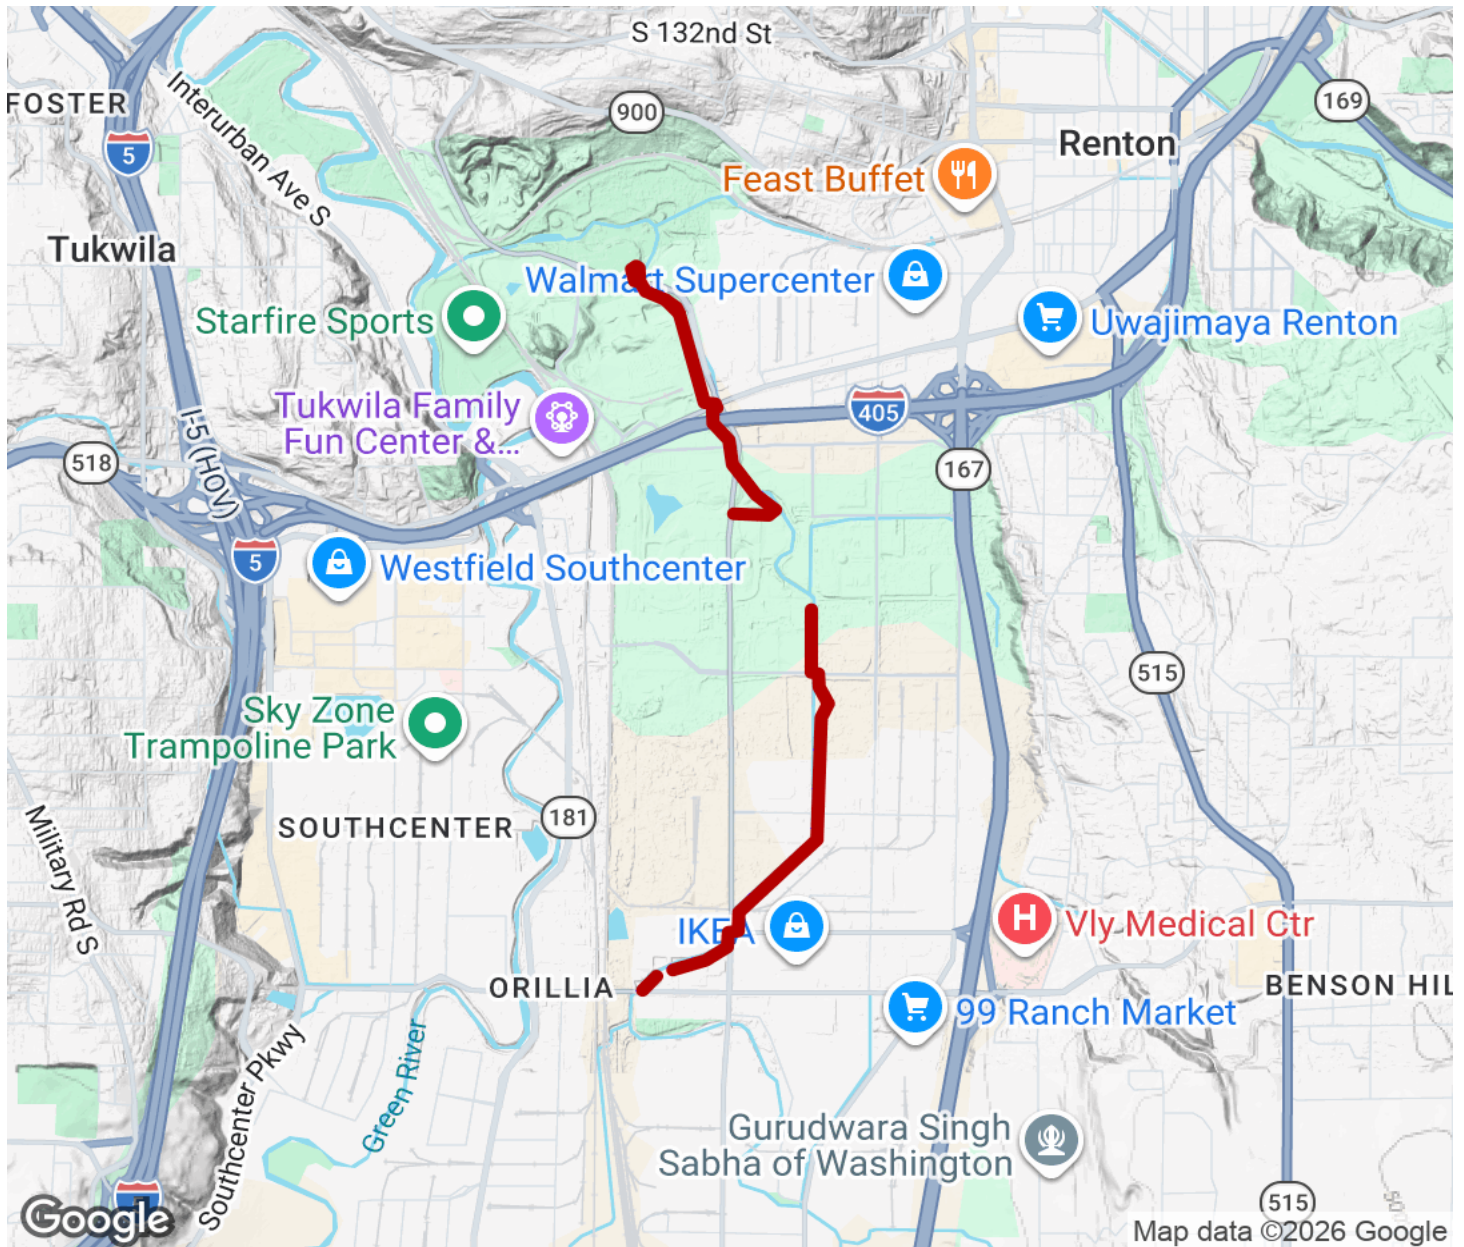 S 132nd St
FOSTER
Interurban Ave S
900
169
5
Renton
Feast Buffet
Tukwila
Walmart Supercenter
Starfire Sports
Uwajimaya Renton
Tukwila Family
Fun Center &...
405
I-5 (HOV)
518
167
5
Westfield Southcenter
515
Sky Zone
Trampoline Park
181
SOUTHCENTER
Military Rd S
IKEA
Vly Medical Ctr
ORILLIA
BENSON HIL
99 Ranch Market
Green River
Southcenter Pkwy
Gurudwara Singh
Sabha of Washington
515
Google
Map data ©2026 Google